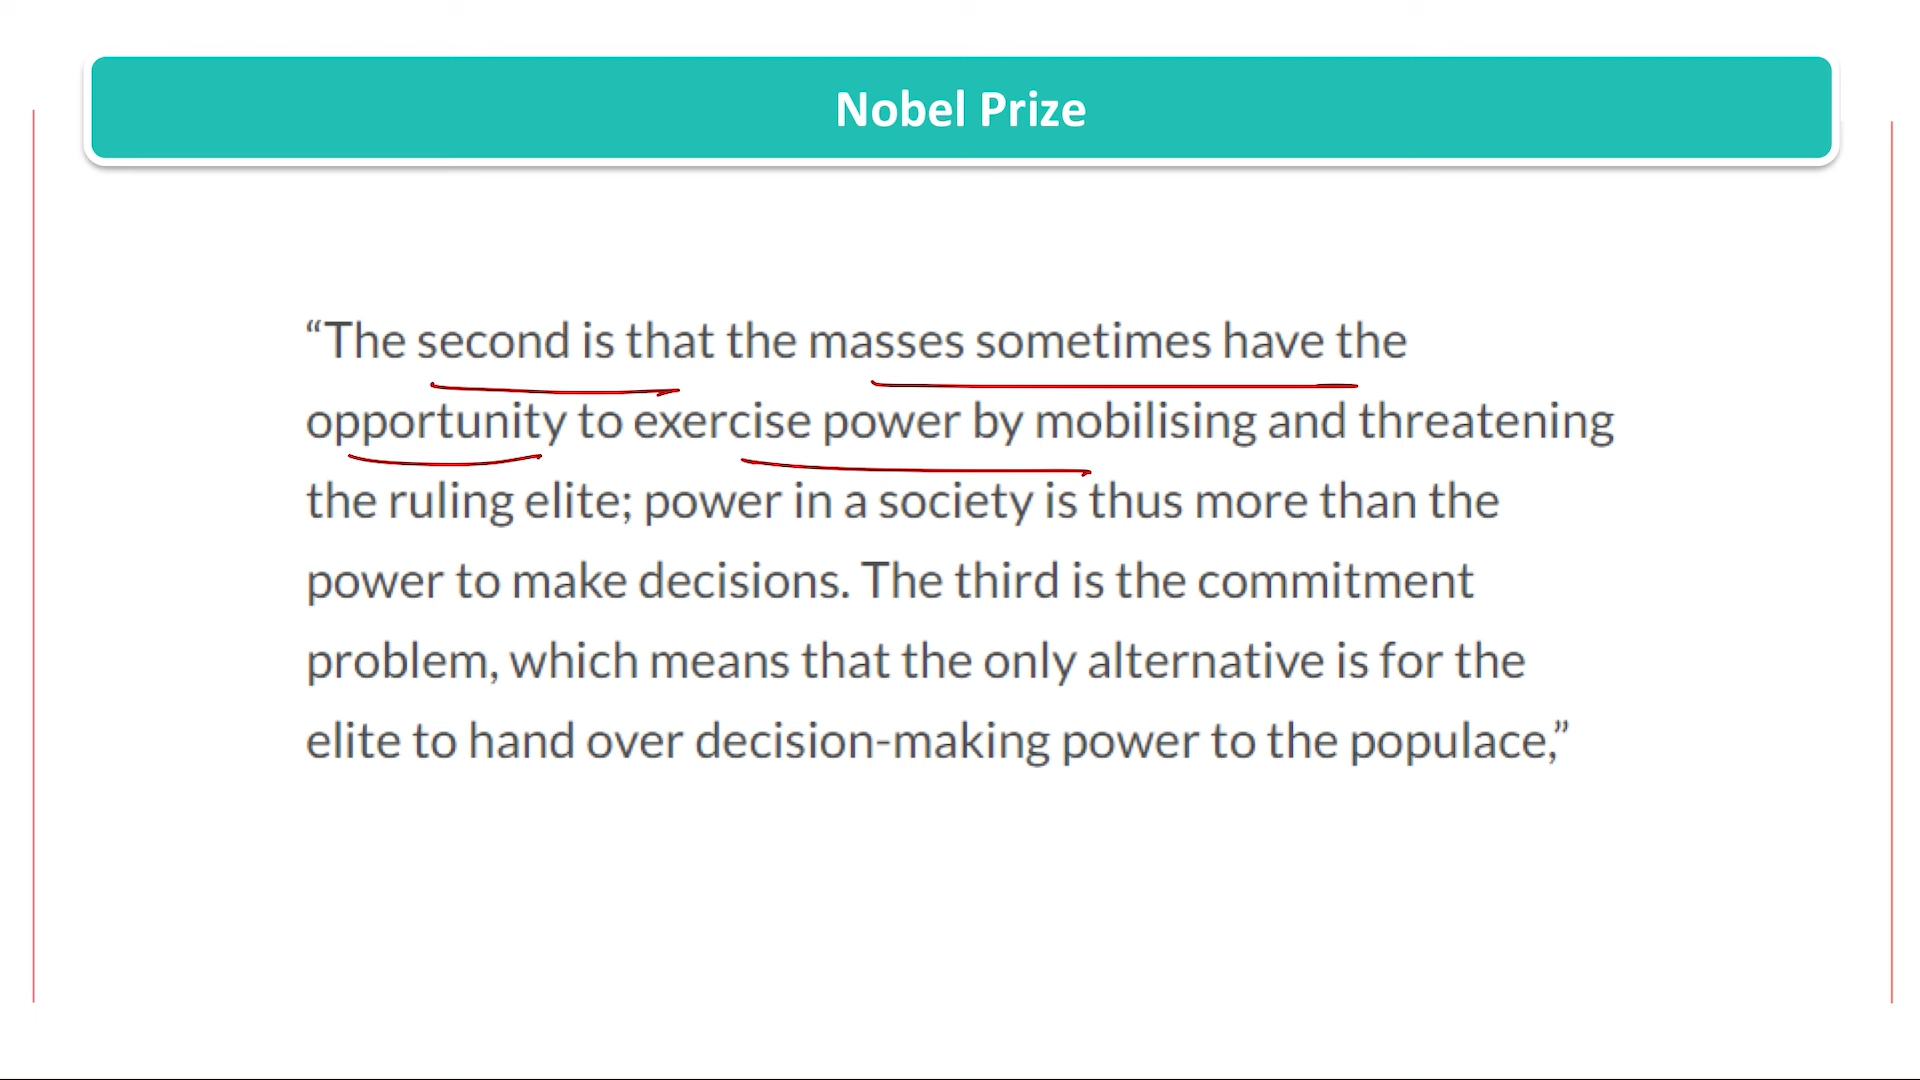 Nobel Prize
“The second is that the masses sometimes have the
opportunity to exercise power by mobilising and threatening
the ruling elite; power in a society is thus more than the
power to make decisions. The third is the commitment
problem, which means that the only alternative is for the
elite to hand over decision-making power to the populace,”